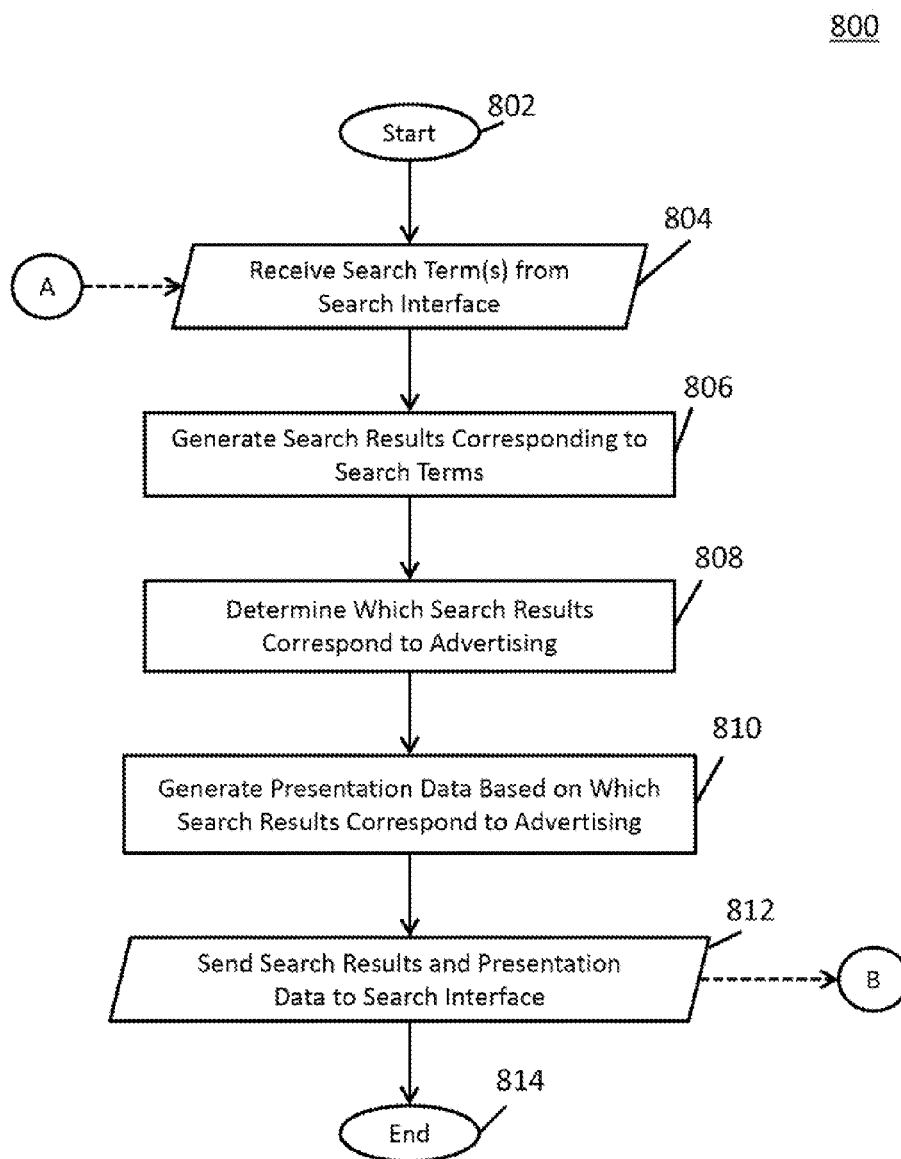 800
802
Start
804
A
Receive Search Term(s) from
Search Interface
806
Generate Search Results Corresponding to
Search Terms
808
Determine Which Search Results
Correspond to Advertising
810
Generate Presentation Data Based on Which
Search Results Correspond to Advertising
812
Send Search Results and Presentation
Data to Search Interface
B
814
End